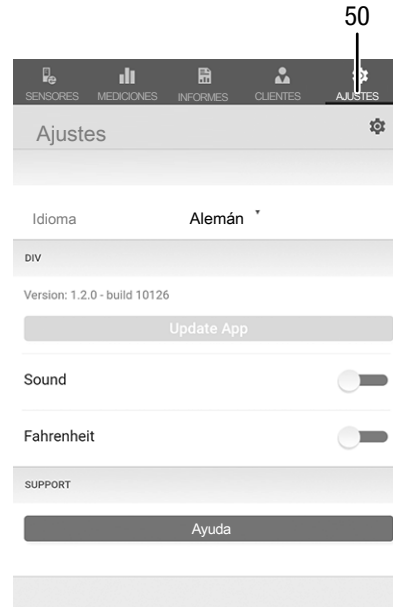 50
SENSORES MEDICIONES INFORMES CLIENTES AJUSTES
Ajustes
Idioma Alemán
DIV
Version: 1.2.0 - build 10126
Update App
Sound
Fahrenheit
SUPPORT
Ayuda